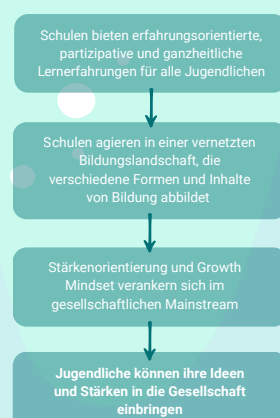 Schulen bieten erfahrungsorientierte,
partizipative und ganzheitliche
Lernerfahrungen für alle Jugendlichen
Schulen agieren in einer vernetzten
Bildungslandschaft, die
verschiedene Formen und Inhalte
von Bildung abbildet
Stärkenorientierung und Growth
Mindset verankern sich im
gesellschaftlichen Mainstream
Jugendliche können ihre Ideen
und Stärken in die Gesellschaft
einbringen